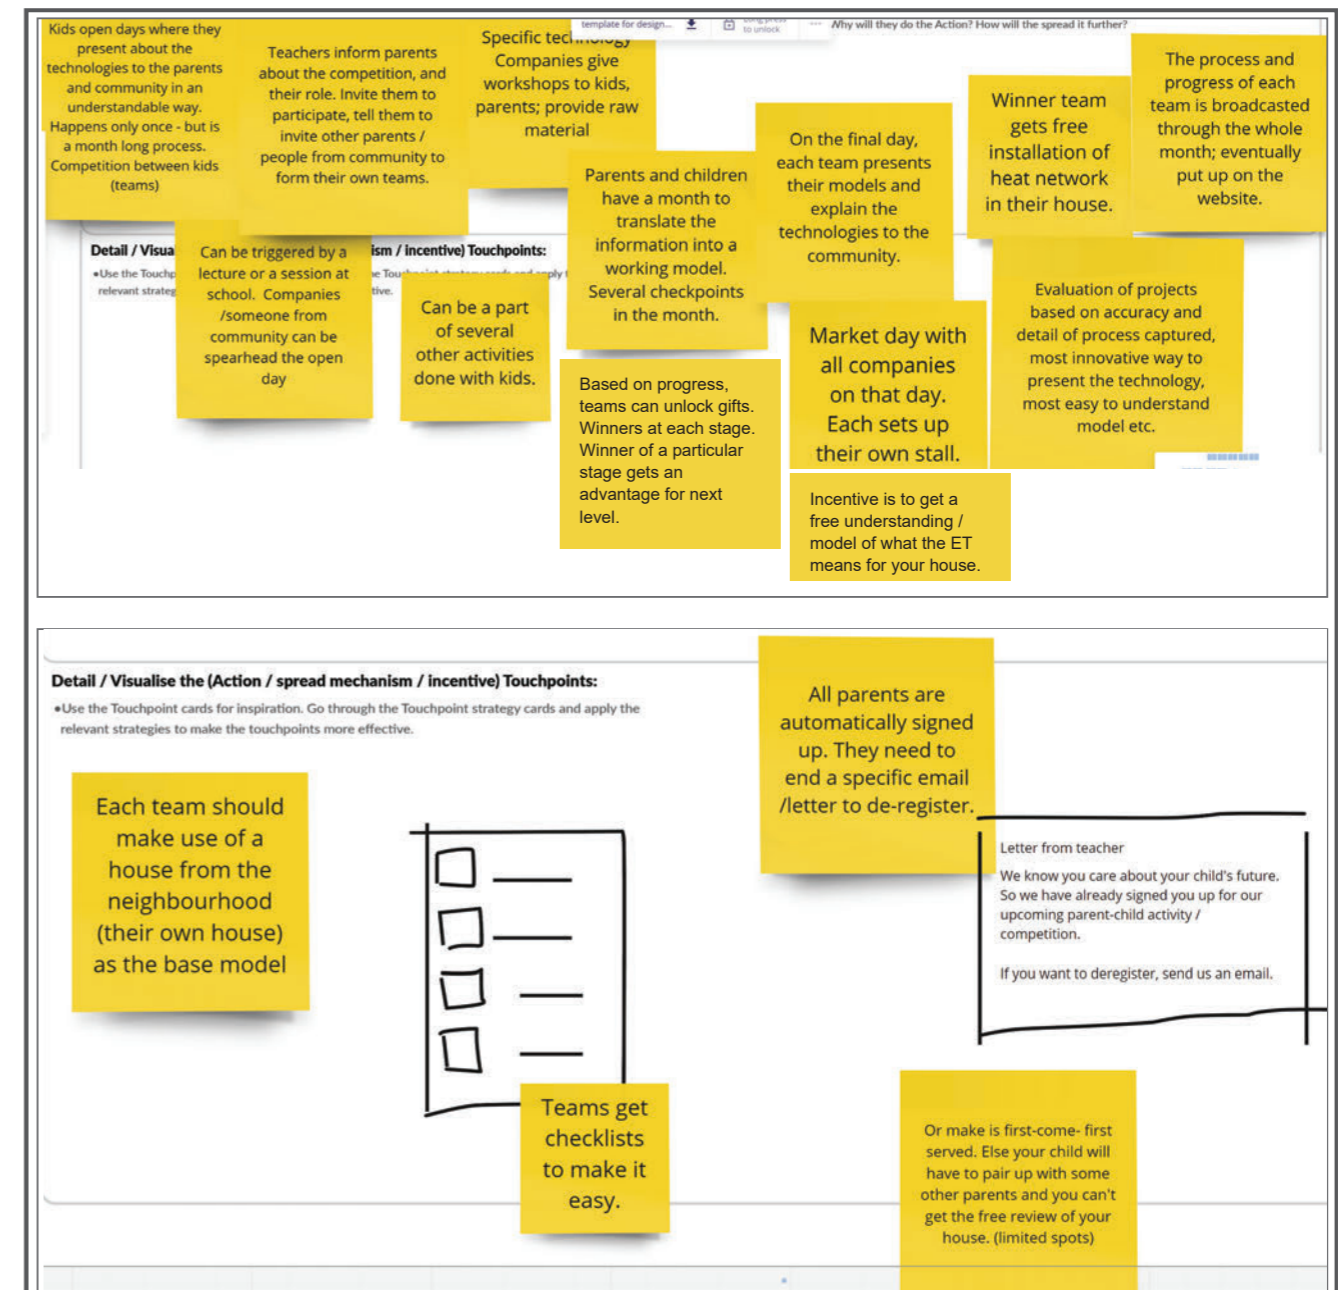 Kids open days where they
present about the
technologies to the parents
and community in an
understandable way.
Happens only once - but is
a month long process.
Competition between kids
(teams)
Teachers inform parents
about the competition, and
their role. Invite them to
participate, tell them to
invite other parents /
people from community to
form their own teams.
Specific technology
Companies give
workshops to kids,
parents; provide raw
material
template for design...
to unlock
Why will they do the Action? How will the spread it further?
Parents and children
have a month to
translate the
information into a
working model.
Several checkpoints
in the month.
On the final day,
each team presents
their models and
explain the
technologies to the
community.
Winner team
gets free
installation of
heat network
in their house.
The process and
progress of each
team is broadcasted
through the whole
month; eventually
put up on the
website.
Detail / Visua
ism / incentive) Touchpoints:
•Use the Touchp
relevant strateg
tive.
Can be triggered by a
lecture or a session at
school. Companies
/someone from
community can be
spearhead the open
day
Can be a part
of several
other activities
done with kids.
Based on progress,
teams can unlock gifts.
Winners at each stage.
Winner of a particular
stage gets an
advantage for next
level.
Market day with
all companies
on that day.
Each sets up
their own stall.
Evaluation of projects
based on accuracy and
detail of process captured,
most innovative way to
present the technology,
most easy to understand
model etc.
Incentive is to get a
free understanding /
model of what the ET
means for your house.
Detail / Visualise the (Action / spread mechanism / incentive) Touchpoints:
•Use the Touchpoint cards for inspiration. Go through the Touchpoint strategy cards and apply the
relevant strategies to make the touchpoints more effective.
Each team should
make use of a
house from the
neighbourhood
(their own house)
as the base model
Teams get
checklists
to make it
easy.
All parents are
automatically signed
up. They need to
end a specific email
/letter to de-register.
Letter from teacher
We know you care about your child's future.
So we have already signed you up for our
upcoming parent-child activity /
competition.
If you want to deregister, send us an email.
Or make is first-come- first
served. Else your child will
have to pair up with some
other parents and you can't
get the free review of your
house. (limited spots)